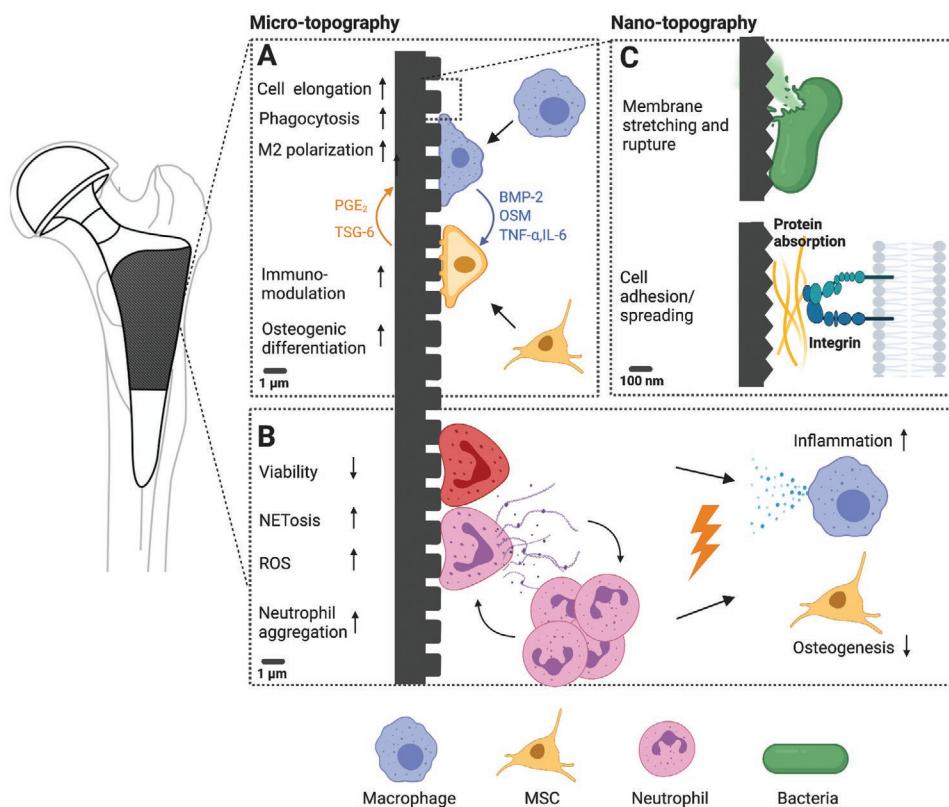 Micro-topography
Nano-topography
A
Cell elongation ↑
Phagocytosis ↑
M2 polarization ↑
PGE₂
TSG-6
BMP-2
OSM
TNF-α,IL-6
Immuno-
modulation ↑
Osteogenic
differentiation ↑
1 μm
C
Membrane
stretching and
rupture
Protein
absorption
Cell
adhesion/
spreading
Integrin
100 nm
B
Viability ↓
NETosis ↑
ROS ↑
Neutrophil
aggregation ↑
1 μm
Inflammation ↑
Osteogenesis ↓
Macrophage
MSC
Neutrophil
Bacteria